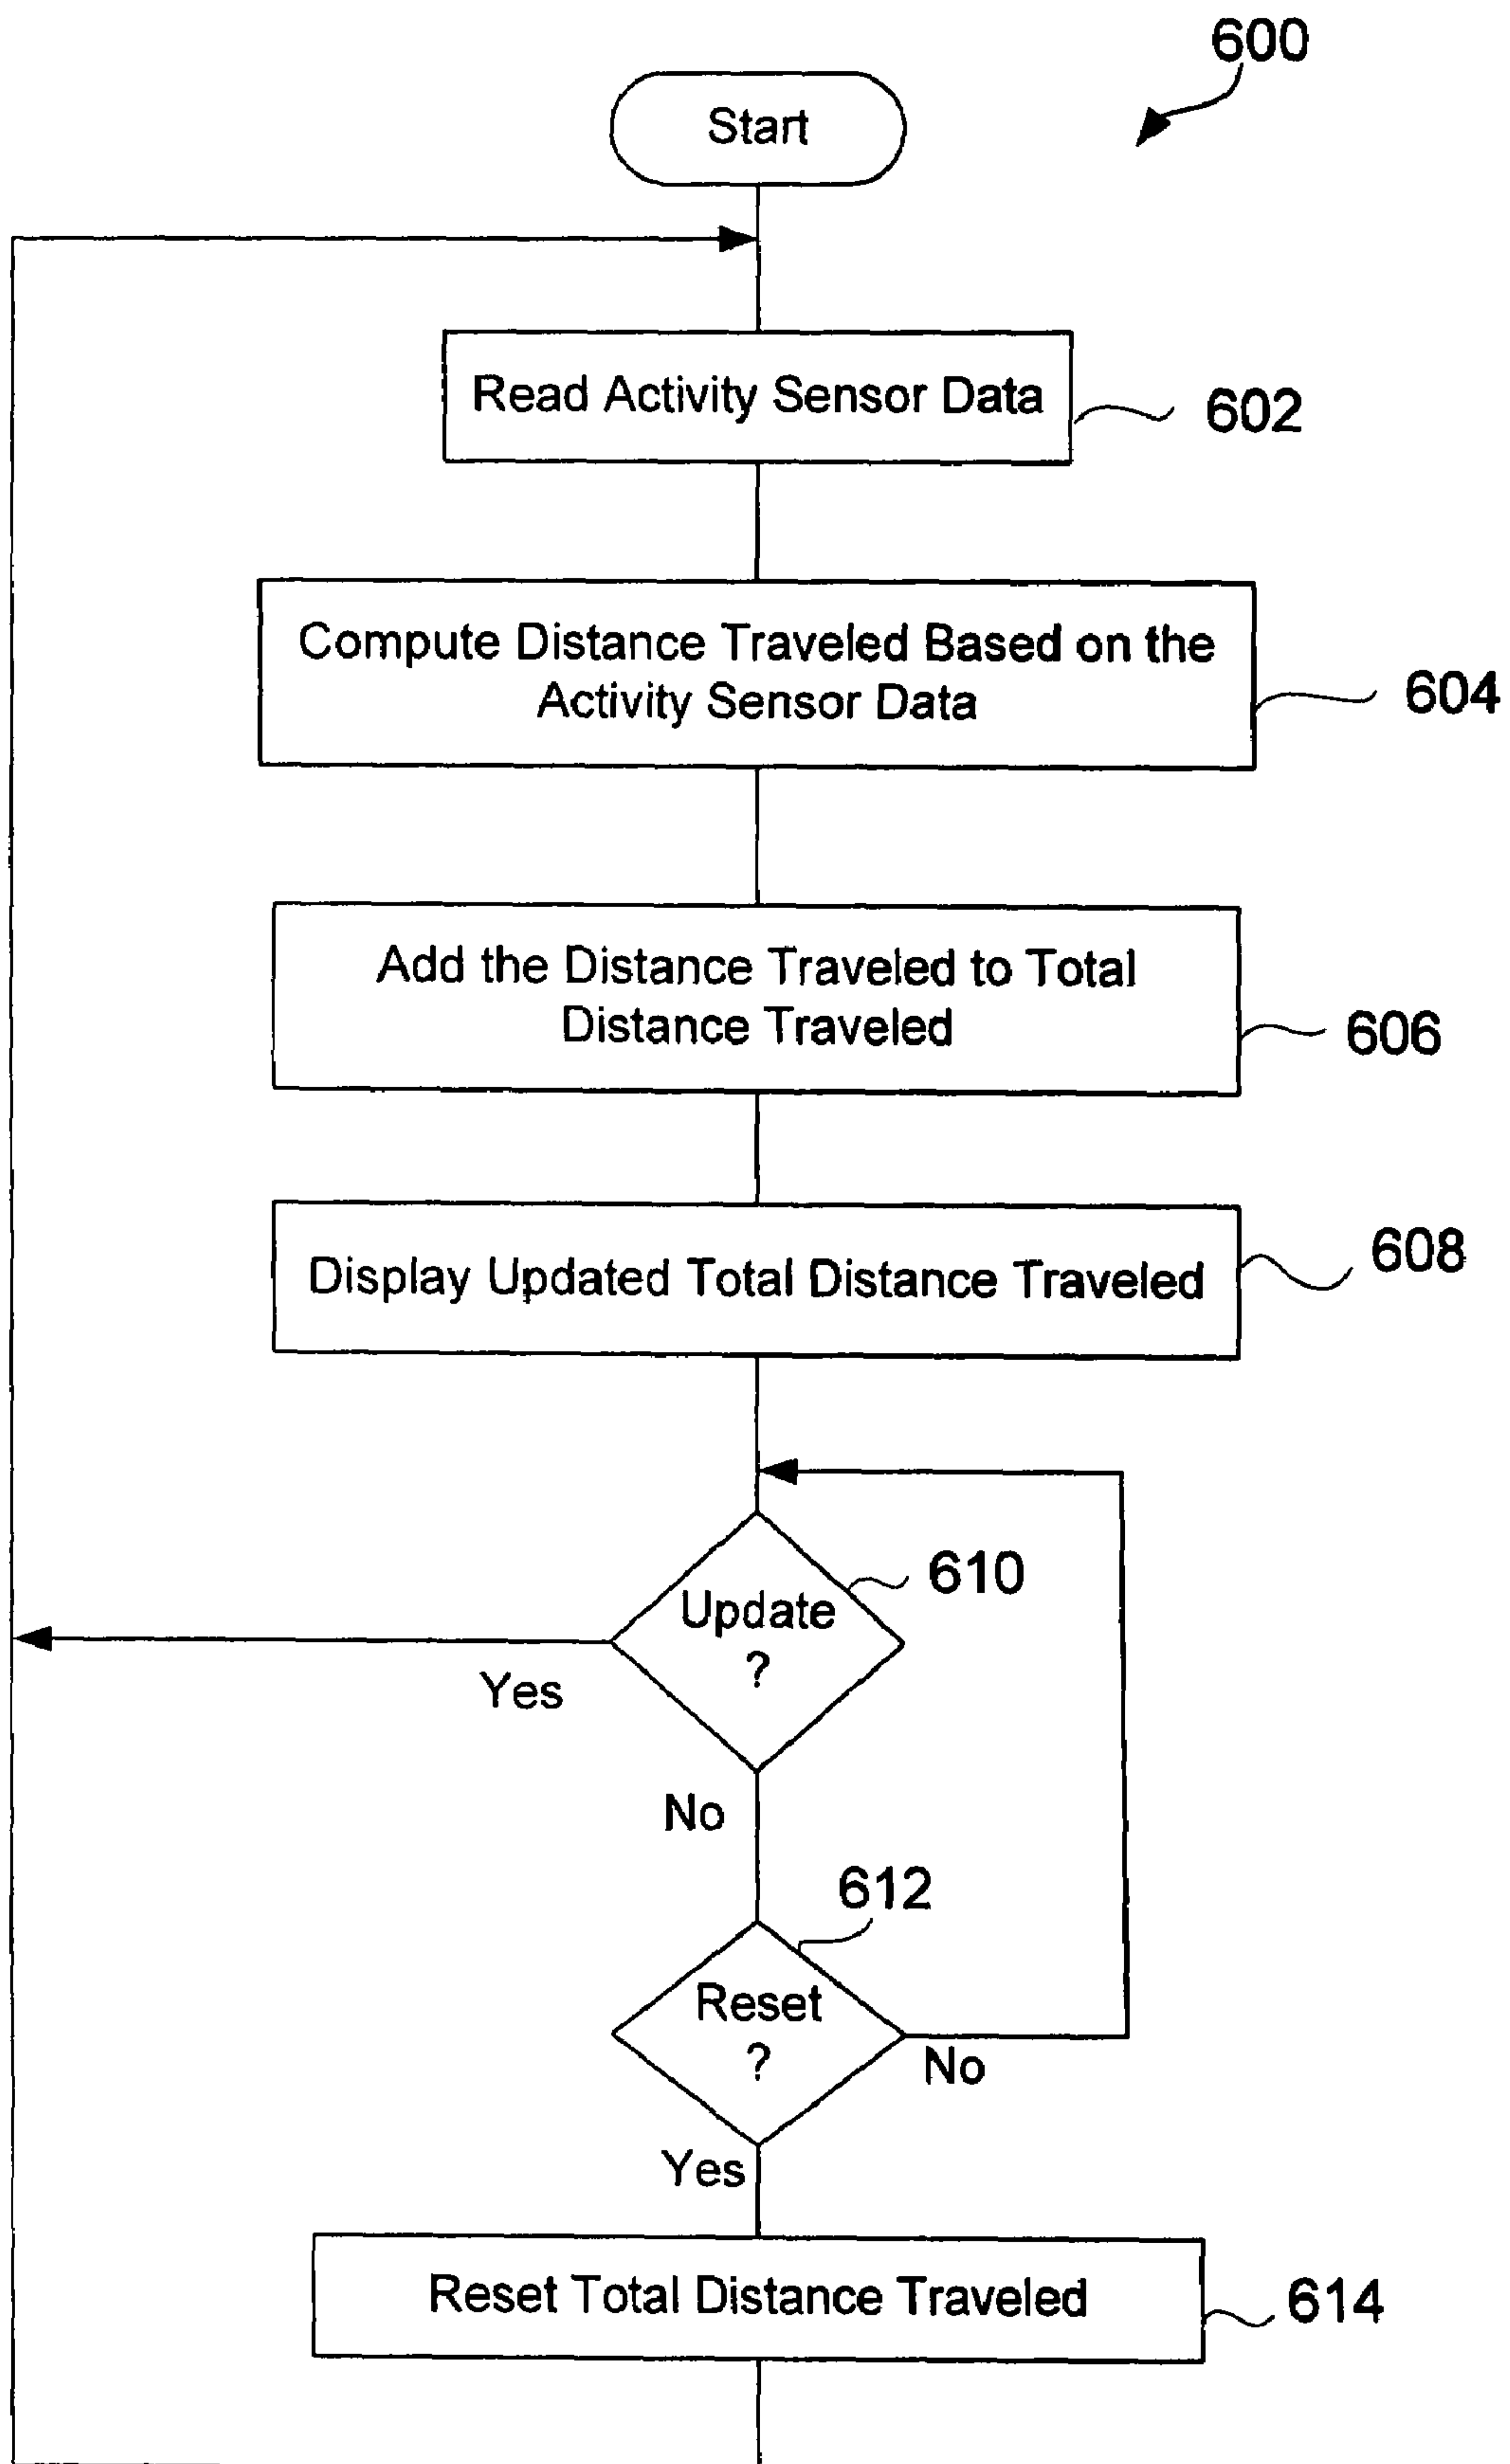 600
Start
Read Activity Sensor Data
602
Compute Distance Traveled Based on the
Activity Sensor Data
604
Add the Distance Traveled to Total
Distance Traveled
606
Display Updated Total Distance Traveled
608
Update
?
610
Yes
No
612
Reset
?
No
Yes
Reset Total Distance Traveled
614